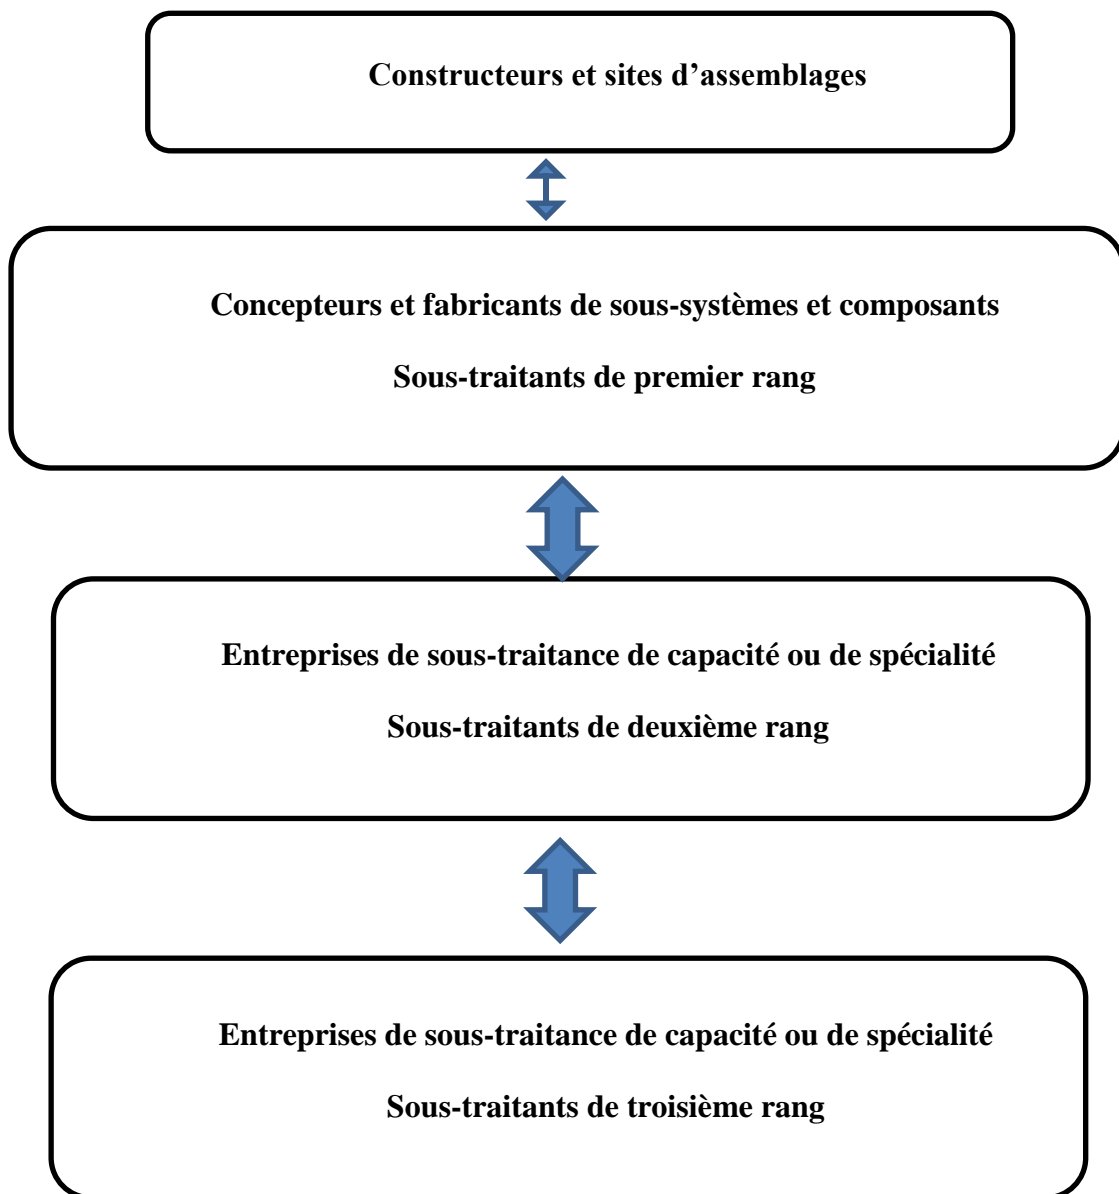 Constructeurs et sites d’assemblages
Concepteurs et fabricants de sous-systèmes et composants
Sous-traitants de premier rang
Entreprises de sous-traitance de capacité ou de spécialité
Sous-traitants de deuxième rang
Entreprises de sous-traitance de capacité ou de spécialité
Sous-traitants de troisième rang